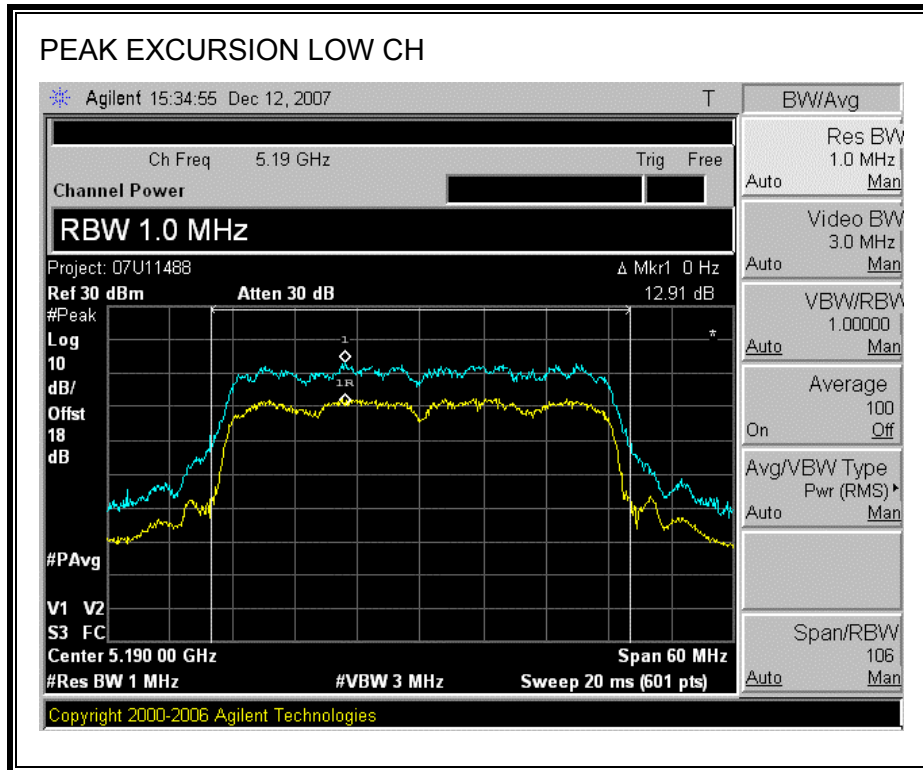 PEAK EXCURSION LOW CH
Agilent 15:34:55 Dec 12, 2007 T
Ch Freq 5.19 GHz Trig Free
Channel Power
RBW 1.0 MHz
Project: 07U11488 Δ Mkr1 0 Hz
Ref 30 dBm Atten 30 dB 12.91 dB
#Peak
Log
10
dB/
Offst
18
dB
1
1R
*
#PAvg
V1 V2
S3 FC
Center 5.190 00 GHz Span 60 MHz
#Res BW 1 MHz #VBW 3 MHz Sweep 20 ms (601 pts)
Copyright 2000-2006 Agilent Technologies
BW/Avg
Res BW
1.0 MHz
Auto Man
Video BW
3.0 MHz
Auto Man
VBW/RBW
1.00000
Auto Man
Average
100
On Off
Avg/VBW Type
Pwr (RMS)
Auto Man
Span/RBW
106
Auto Man